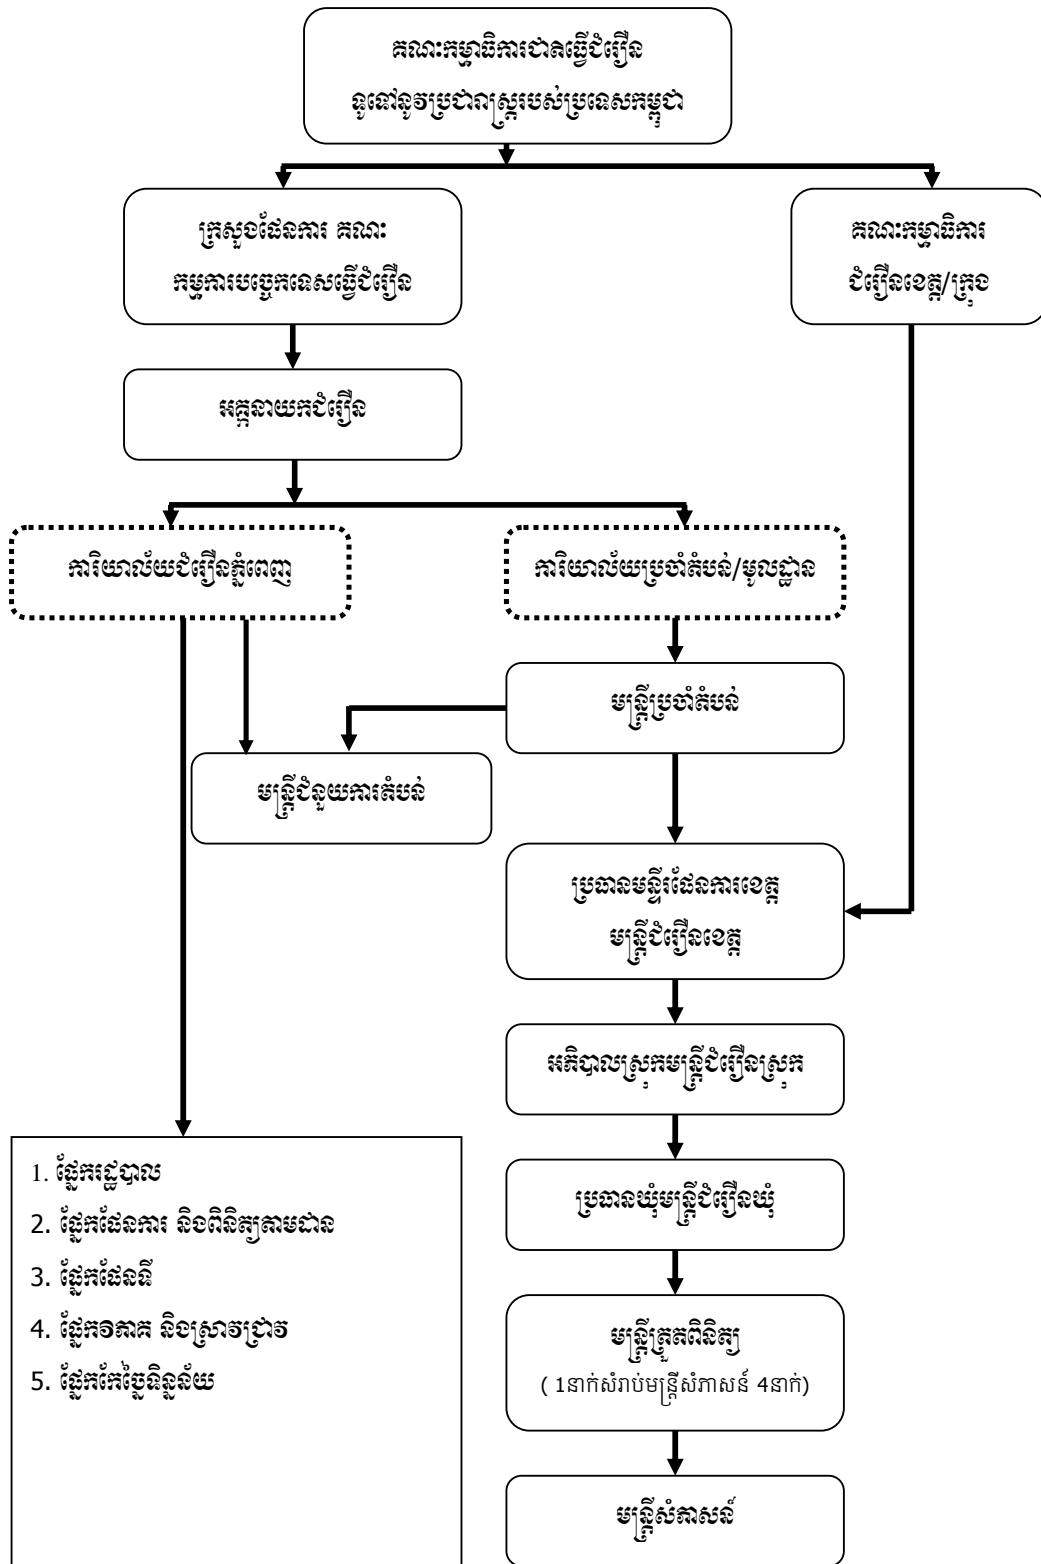 គណះកម្មាធិការជាតិធ្វើជំរឿន
ទូទៅនូវប្រជារាស្ត្ររបស់ប្រទេសកម្ពុជា
ក្រសួងផែនការ គណះ
កម្មការបច្ចេកទេសធ្វើជំរឿន
គណះកម្មាធិការ
ជំរឿនខេត្ត/ក្រុង
អគ្គនាយកជំរឿន
ការិយាល័យជំរឿនភ្នំពេញ
ការិយាល័យប្រចាំតំបន់/មូលដ្ឋាន
មន្ត្រីប្រចាំតំបន់
មន្ត្រីជំនួយការតំបន់
ប្រធានមន្ទីរផែនការខេត្ត
មន្ត្រីជំរឿនខេត្ត
អភិបាលស្រុកមន្ត្រីជំរឿនស្រុក
1. ផ្នែករដ្ឋបាល
2. ផ្នែកផែនការ និងពិនិត្យតាមដាន
3. ផ្នែកផែនទី
4. ផ្នែកវិភាគ និងស្រាវជ្រាវ
5. ផ្នែកកែច្នៃទិន្នន័យ
ប្រធានឃុំមន្ត្រីជំរឿនឃុំ
មន្ត្រីត្រួតពិនិត្យ
( 1នាក់សំរាប់មន្ត្រីសំភាសន៍ 4នាក់)
មន្ត្រីសំភាសន៍